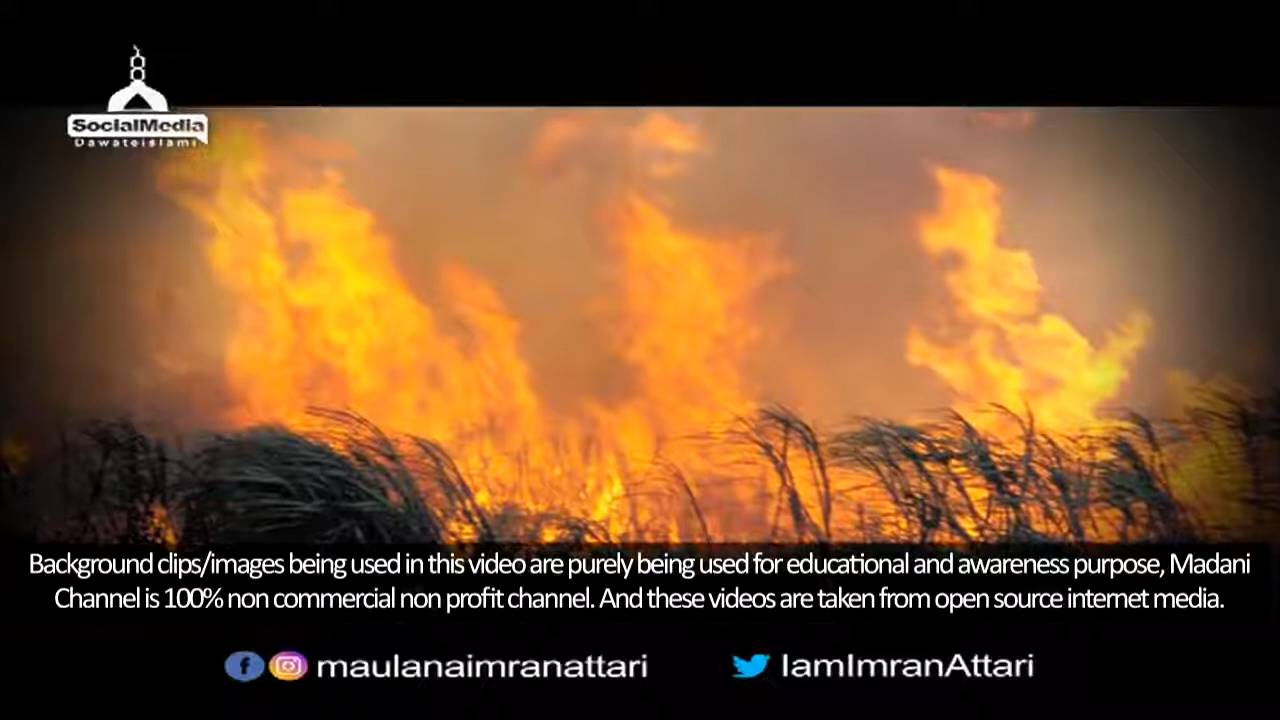 SocialMedia
Dawateislami
Background clips/images being used in this video are purely being used for educational and awareness purpose, Madani
Channel is 100% non commercial non profit channel. And these videos are taken from open source internet media.
maulanaimranattari
IamImranAttari